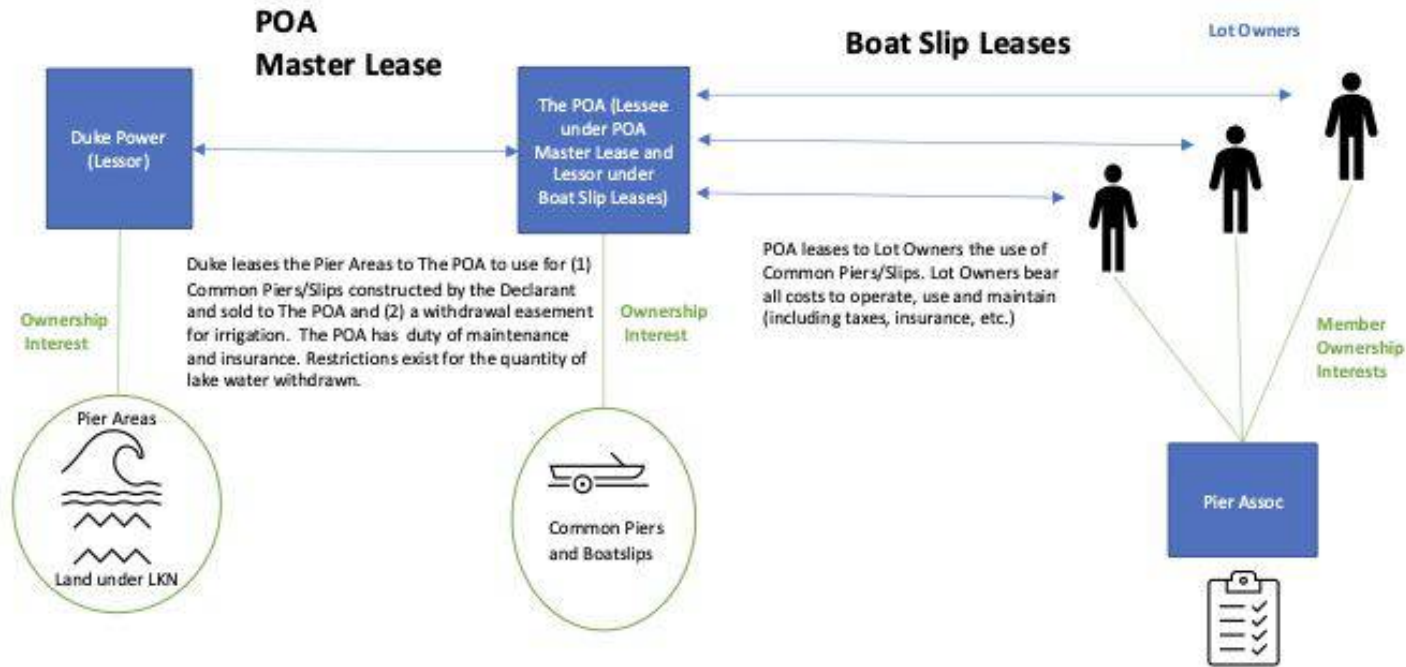 POA
Master Lease
Boat Slip Leases
Lot Owners
Duke Power
(Lessor)
The POA (Lessee
under POA
Master Lease and
Lessor under
Boat Slip Leases)
Duke leases the Pier Areas to The POA to use for (1)
Common Piers/Slips constructed by the Declarant
and sold to The POA and (2) a withdrawal easement
for irrigation. The POA has duty of maintenance
and insurance. Restrictions exist for the quantity of
lake water withdrawn.
POA leases to Lot Owners the use of
Common Piers/Slips. Lot Owners bear
all costs to operate, use and maintain
(including taxes, insurance, etc.)
Ownership
Interest
Ownership
Interest
Member
Ownership
Interests
Pier Areas
Land under LKN
Common Piers
and Boatslips
Pier Assoc